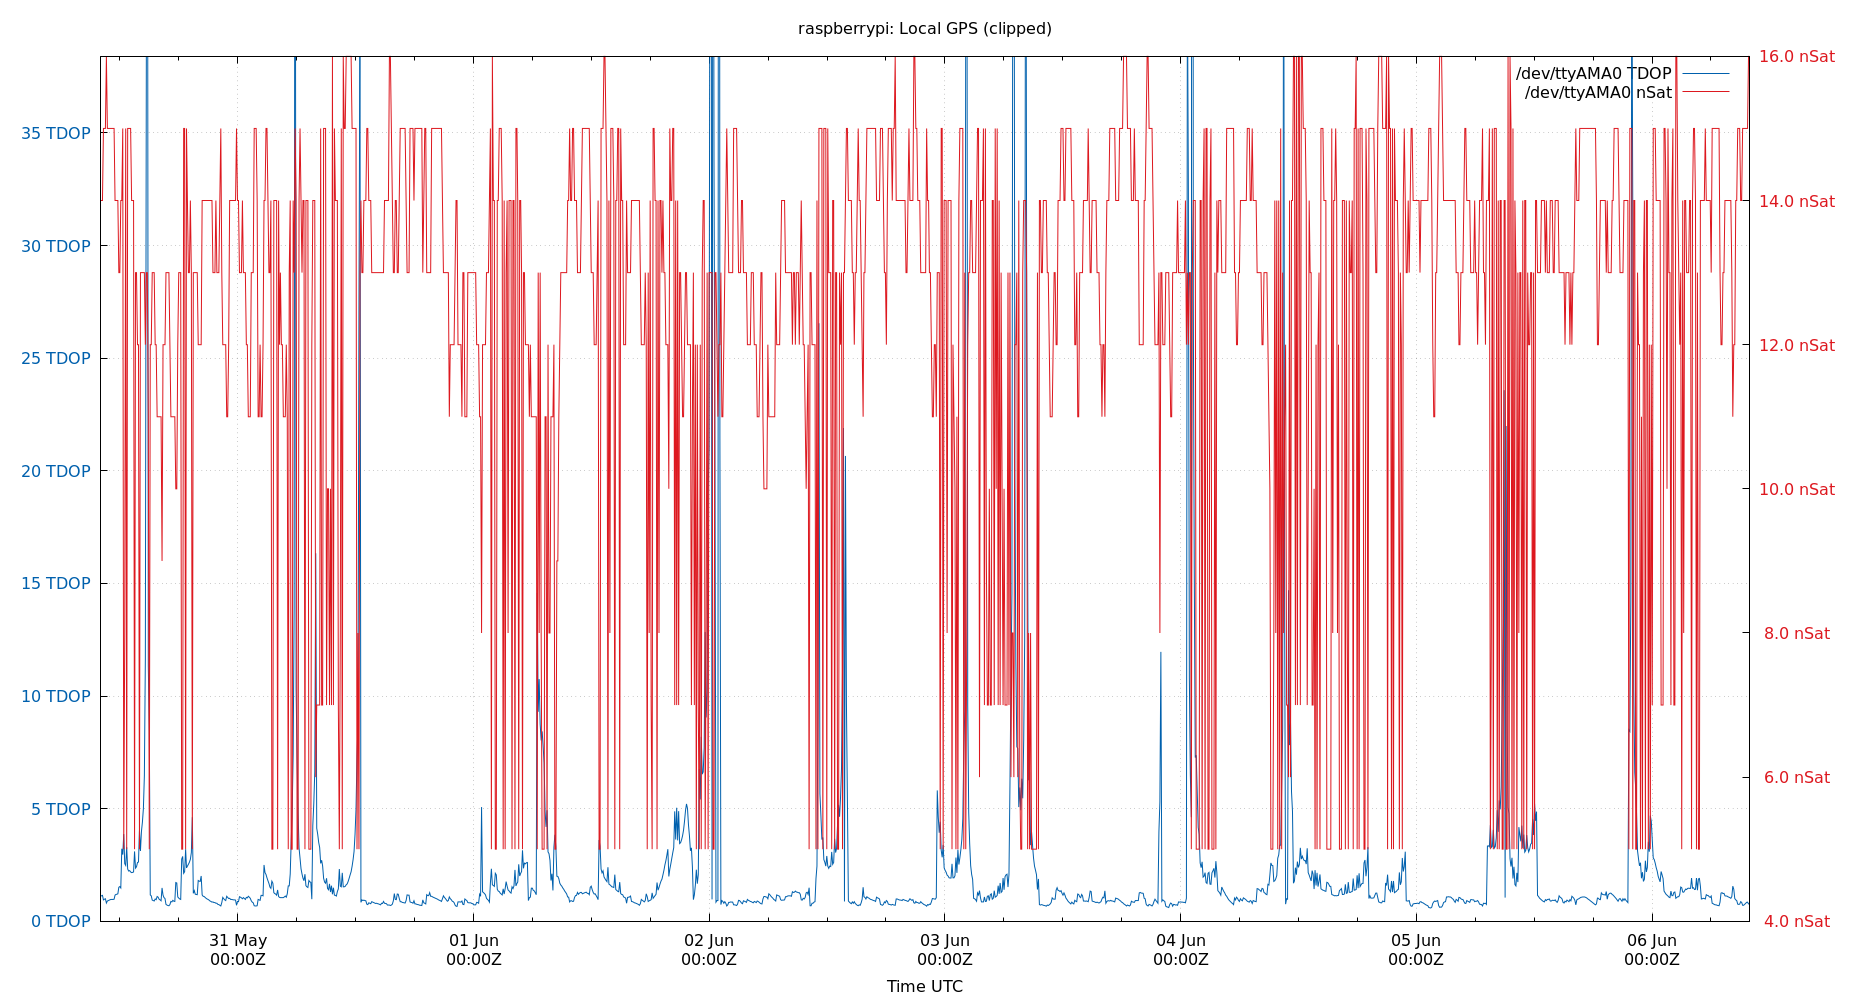 raspberrypi: Local GPS (clipped)
/dev/ttyAMA0 TDOP
/dev/ttyAMA0 nSat
35 TDOP
30 TDOP
25 TDOP
20 TDOP
15 TDOP
10 TDOP
5 TDOP
0 TDOP
16.0 nSat
14.0 nSat
12.0 nSat
10.0 nSat
8.0 nSat
6.0 nSat
4.0 nSat
31 May 01 Jun 02 Jun 03 Jun 04 Jun 05 Jun 06 Jun
00:00Z 00:00Z 00:00Z 00:00Z 00:00Z 00:00Z 00:00Z
Time UTC